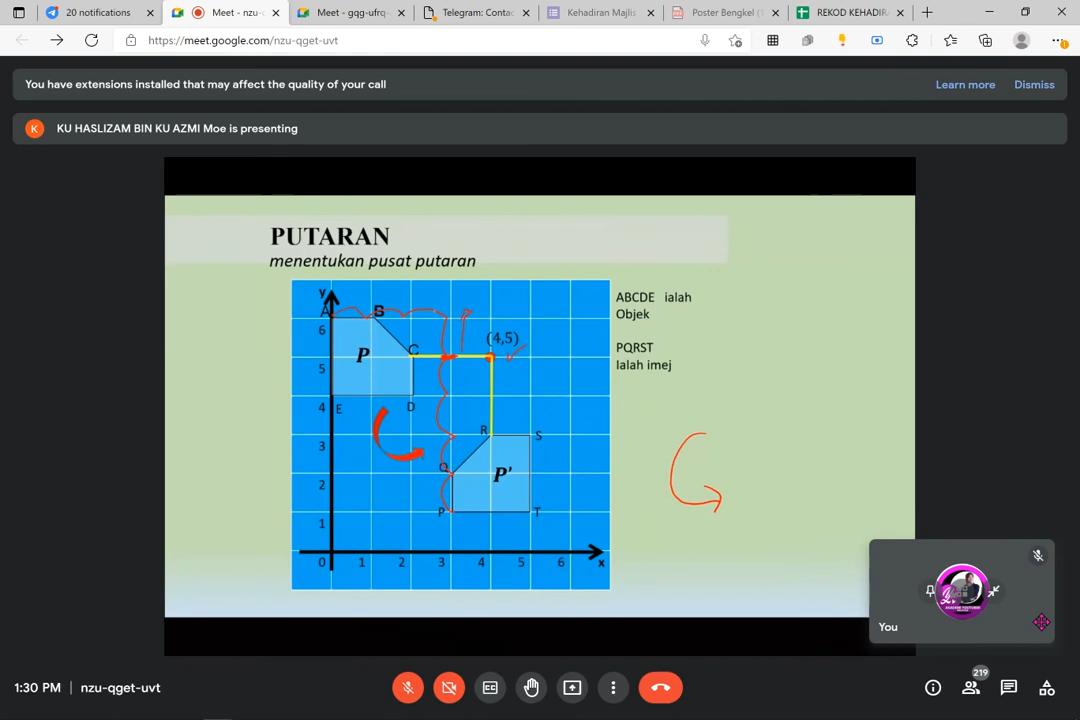 20 notifications
Meet - nzu-c
Meet - gqg-ufrq-
Telegram: Contac
Kehadiran Majlis
Poster Bengkel (1
REKOD KEHADIRA
https://meet.google.com/nzu-qget-uvt
You have extensions installed that may affect the quality of your call
Learn more
Dismiss
K
KU HASLIZAM BIN KU AZMI Moe is presenting
PUTARAN
menentukan pusat putaran
y
A
B
6
P
C
(4,5)
5
4
E
D
R
S
3
Q
P'
2
P
T
1
0 1 2 3 4 5 6 x
ABCDE ialah
Objek
PQRST
Ialah imej
You
1:30 PM | nzu-qget-uvt
219